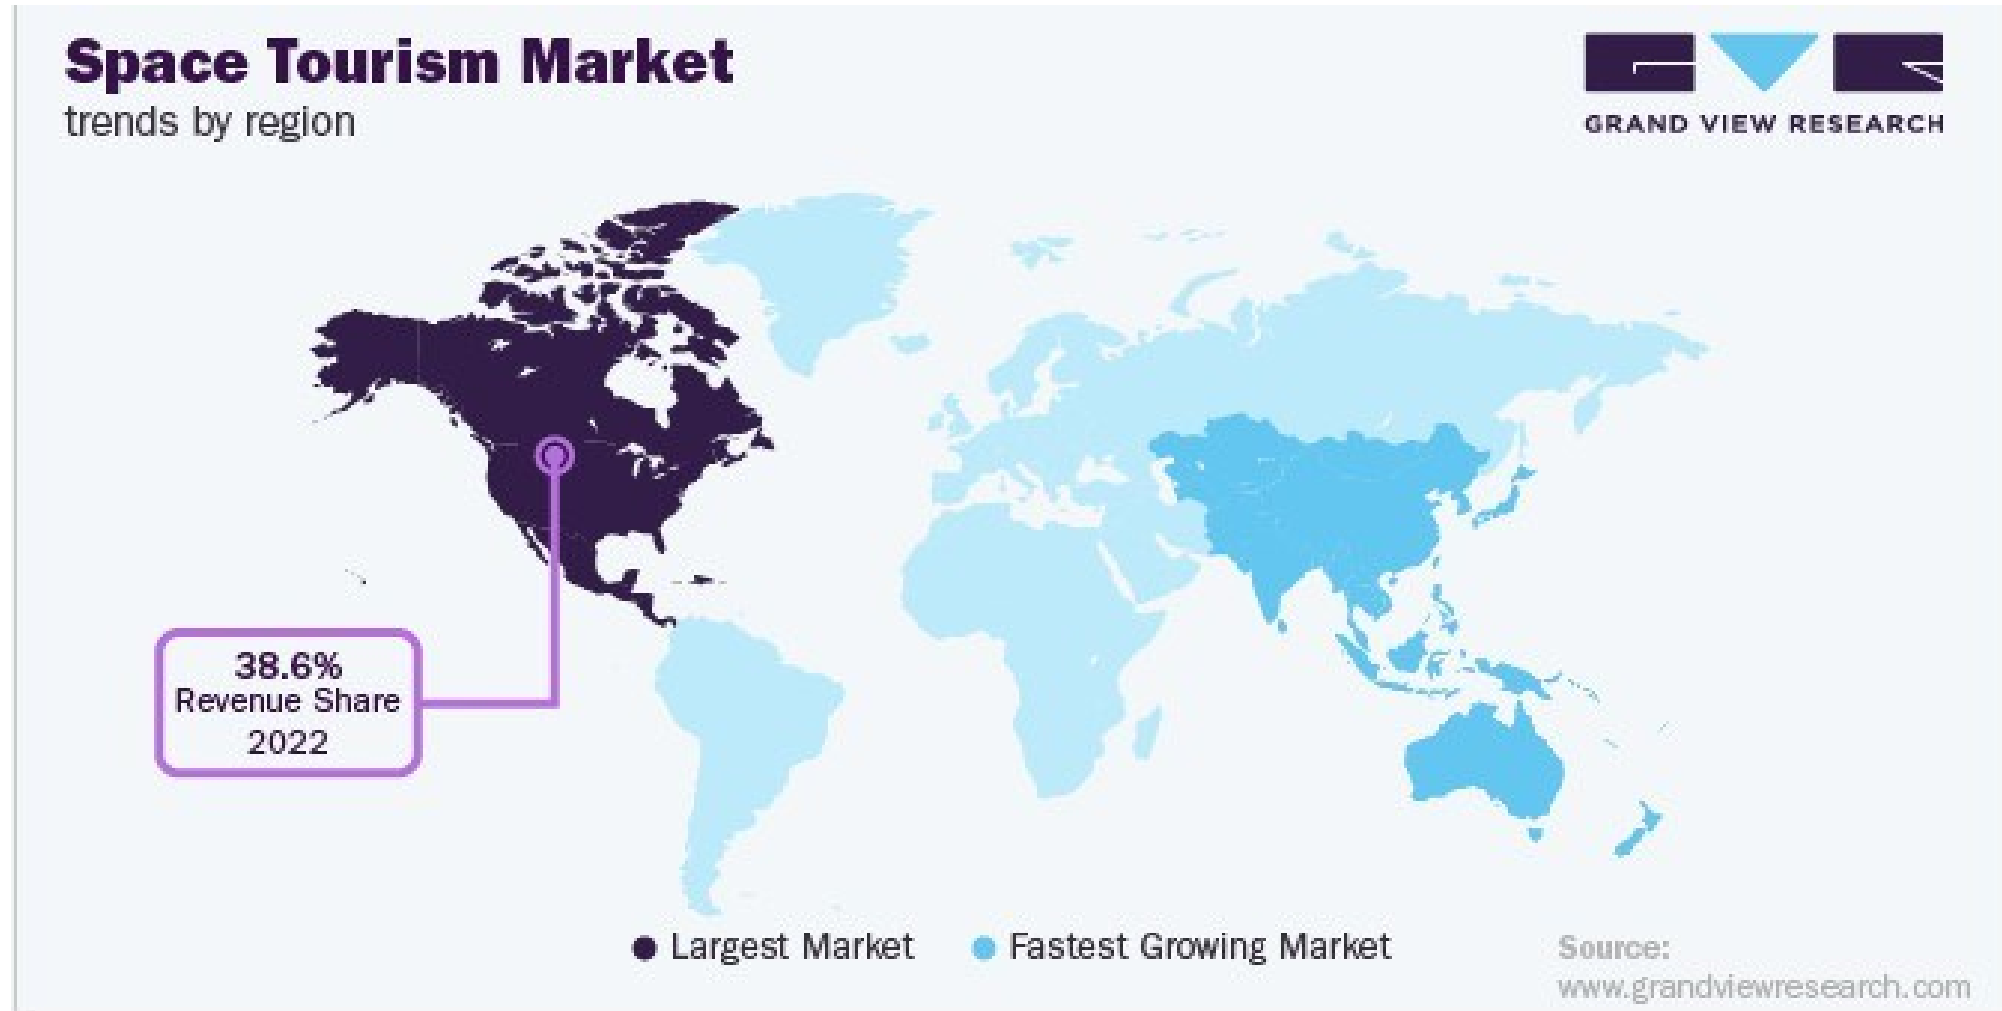 Space Tourism Market
trends by region
GRAND VIEW RESEARCH
38.6%
Revenue Share
2022
Largest Market
Fastest Growing Market
Source:
www.grandviewresearch.com